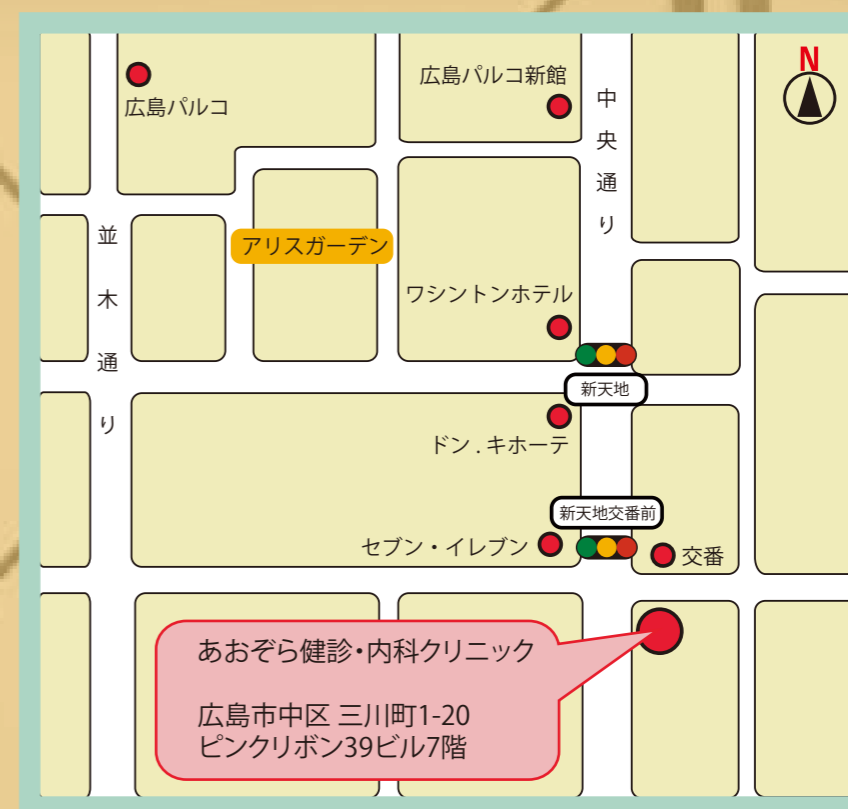 N
広島パルコ
広島パルコ新館
中央通り
並木通り
アリスガーデン
ワシントンホテル
新天地
ドン.キホーテ
新天地交番前
セブン・イレブン
交番
あおぞら健診・内科クリニック
広島市中区 三川町1-20
ピンクリボン39ビル7階